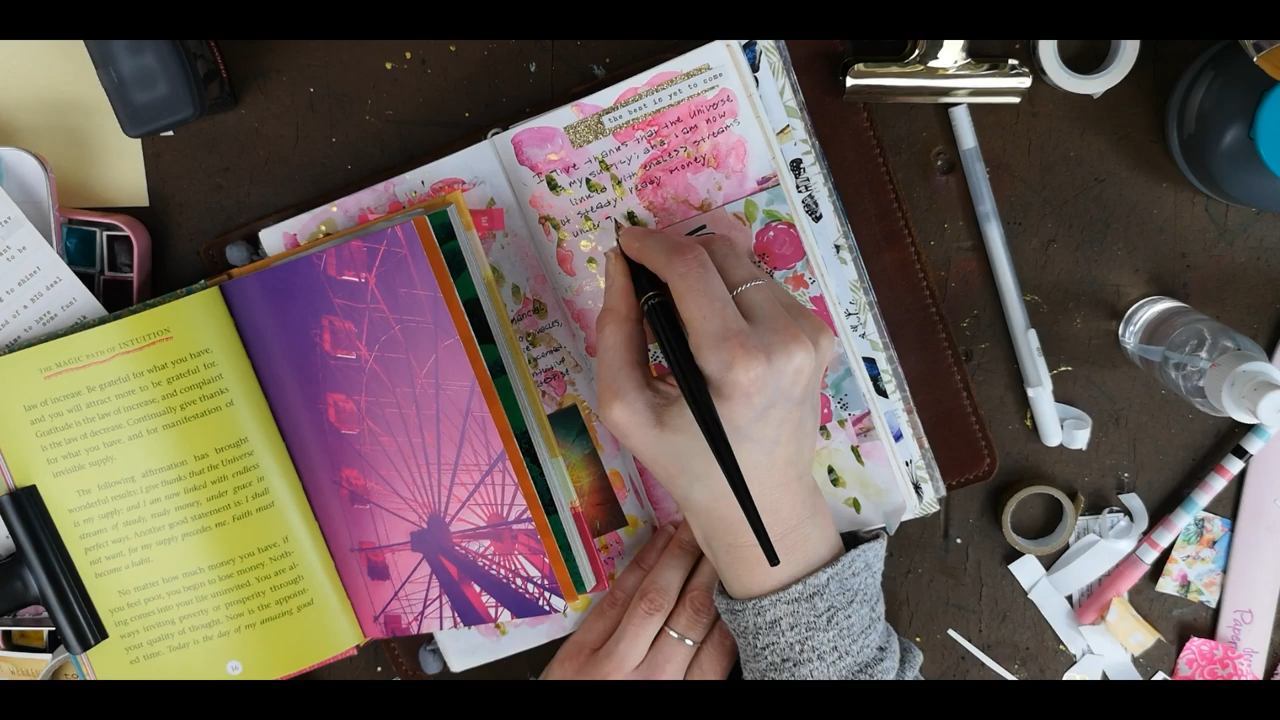 THE MAGIC PATH OF INTUITION
law of increase. Be grateful for what you have,
and you will attract more to be grateful for.
Gratitude is the law of increase, and complaint
is the law of decrease. Continually give thanks
for what you have, and for manifestation of
invisible supply.
The following affirmation has brought
wonderful results: I give thanks that the Universe
is my supply; and I am now linked with endless
streams of steady, ready money, under grace in
perfect ways. Another good statement is: I shall
not want, for my supply precedes me. Faith must
become a habit.
No matter how much money you have, if
you feel poor, you begin to lose money. Noth-
ing comes into your life uninvited. You are al-
ways inviting poverty or prosperity through
your quality of thought. Now is the appoint-
ed time. Today is the day of my amazing good
the best is yet to come
I give thanks that the Universe
is my supply; and I am now
linked with endless streams
of steady, ready money
under
to shine!
of a BIG deal
some fun!
Paper